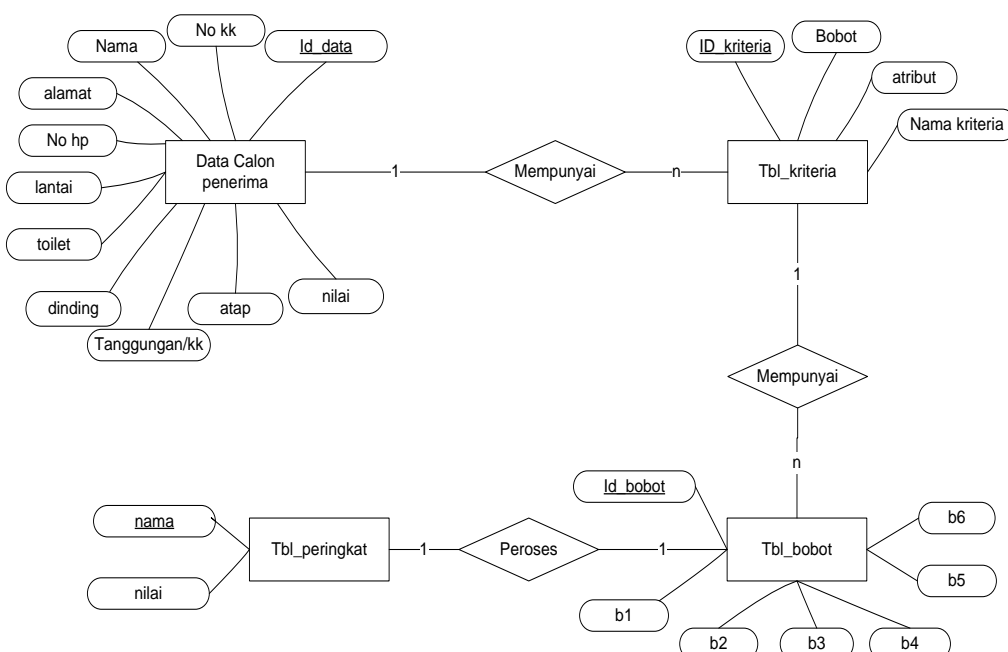 No kk
Nama
Id_data
alamat
No hp
lantai
toilet
dinding
Tanggungan/kk
atap
nilai
Data Calon
penerima
1
Mempunyai
n
ID_kriteria
Bobot
atribut
Nama kriteria
Tbl_kriteria
1
Mempunyai
n
nama
nilai
Tbl_peringkat
1
Peroses
1
Id_bobot
Tbl_bobot
b6
b5
b1
b2
b3
b4